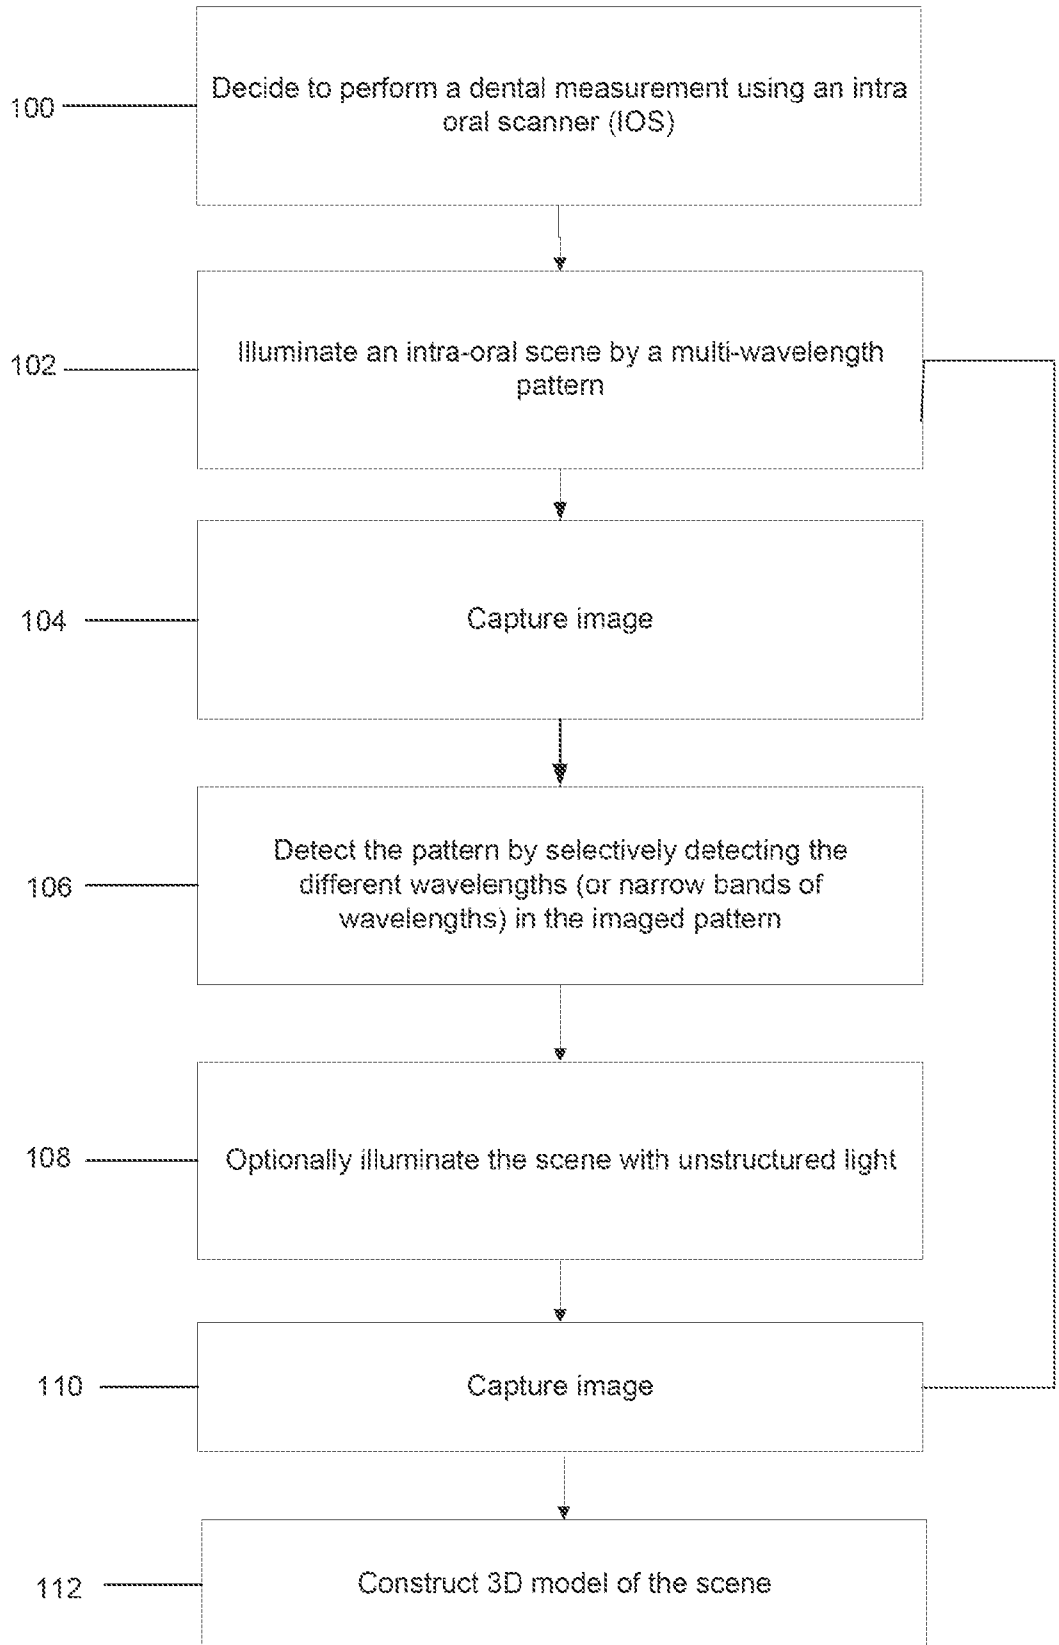 100
Decide to perform a dental measurement using an intra
oral scanner (IOS)
102
Illuminate an intra-oral scene by a multi-wavelength
pattern
104
Capture image
106
Detect the pattern by selectively detecting the
different wavelengths (or narrow bands of
wavelengths) in the imaged pattern
108
Optionally illuminate the scene with unstructured light
110
Capture image
112
Construct 3D model of the scene